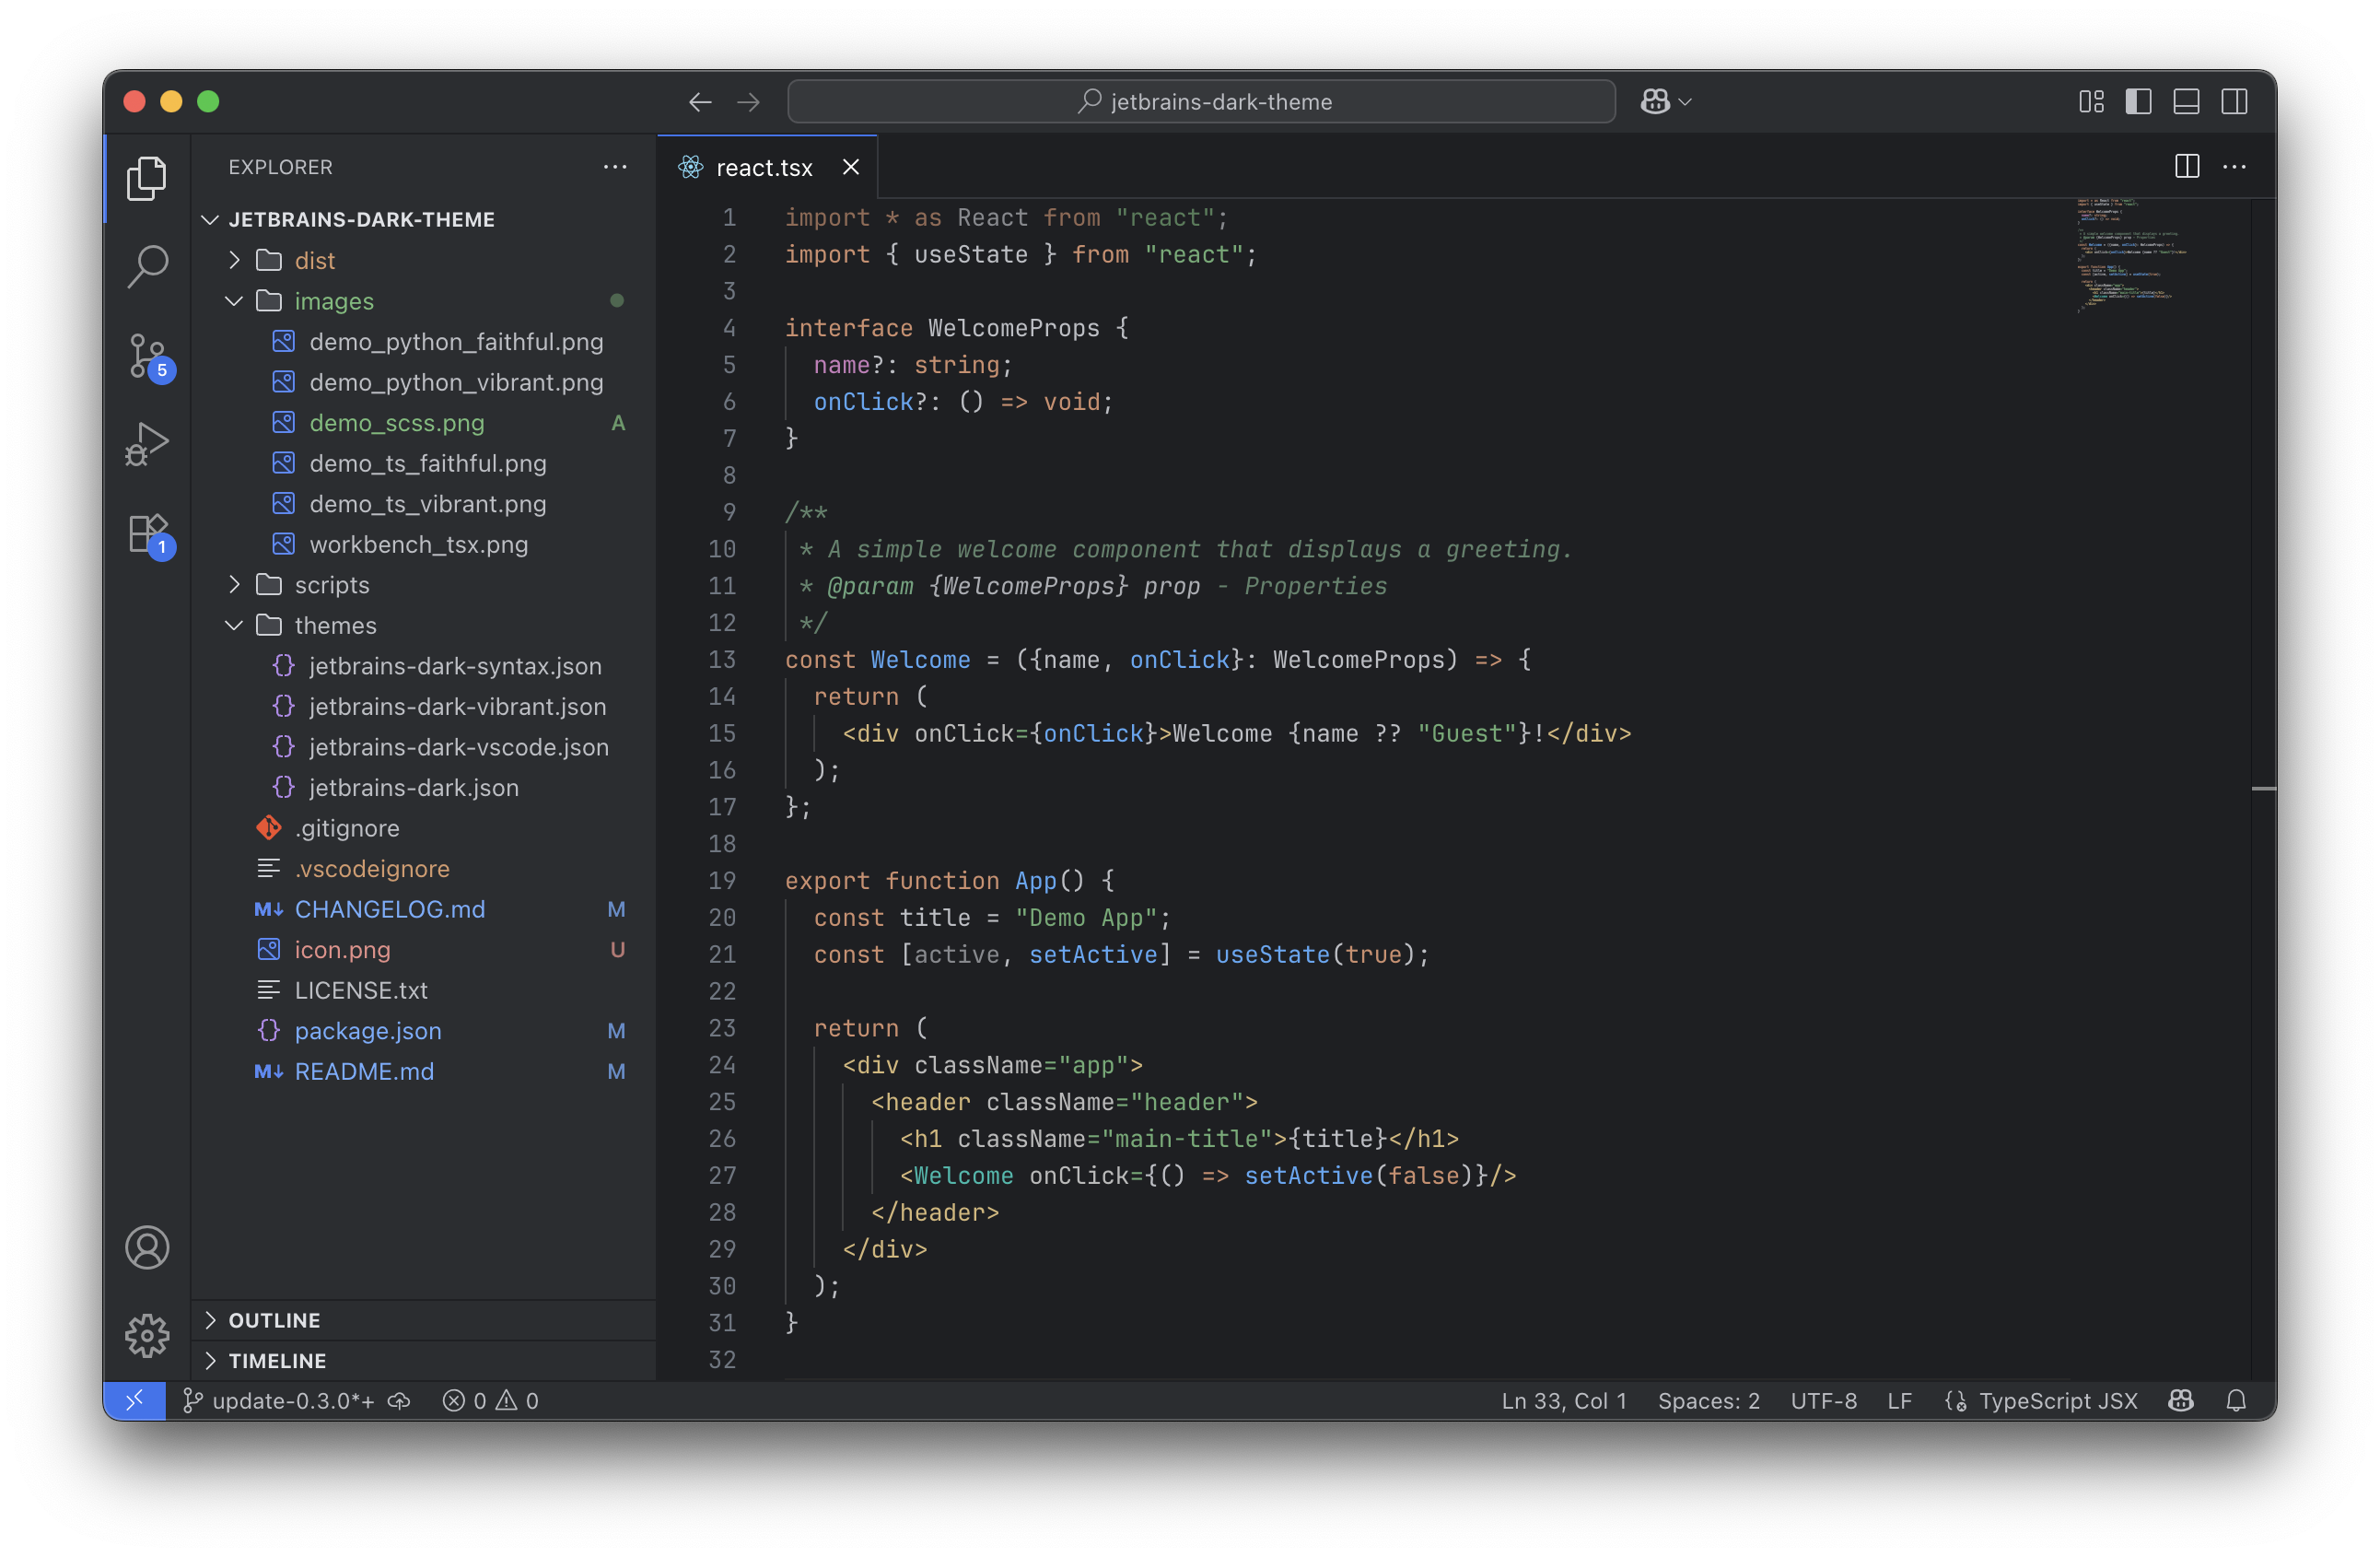 jetbrains-dark-theme
EXPLORER
JETBRAINS-DARK-THEME
dist
images
demo_python_faithful.png
demo_python_vibrant.png
demo_scss.png A
demo_ts_faithful.png
demo_ts_vibrant.png
workbench_tsx.png
scripts
themes
jetbrains-dark-syntax.json
jetbrains-dark-vibrant.json
jetbrains-dark-vscode.json
jetbrains-dark.json
.gitignore
.vscodeignore
M↓ CHANGELOG.md M
icon.png U
LICENSE.txt
{} package.json M
M↓ README.md M
OUTLINE
TIMELINE
5
1
react.tsx
1 import * as React from "react";
2 import { useState } from "react";
3
4 interface WelcomeProps {
5   name?: string;
6   onClick?: () => void;
7 }
8
9 /**
10  * A simple welcome component that displays a greeting.
11  * @param {WelcomeProps} prop - Properties
12  */
13 const Welcome = ({name, onClick}: WelcomeProps) => {
14   return (
15     <div onClick={onClick}>Welcome {name ?? "Guest"}!</div>
16   );
17 };
18
19 export function App() {
20   const title = "Demo App";
21   const [active, setActive] = useState(true);
22
23   return (
24     <div className="app">
25       <header className="header">
26         <h1 className="main-title">{title}</h1>
27         <Welcome onClick={() => setActive(false)}/>
28       </header>
29     </div>
30   );
31 }
32
update-0.3.0*+ 0 0 Ln 33, Col 1 Spaces: 2 UTF-8 LF TypeScript JSX